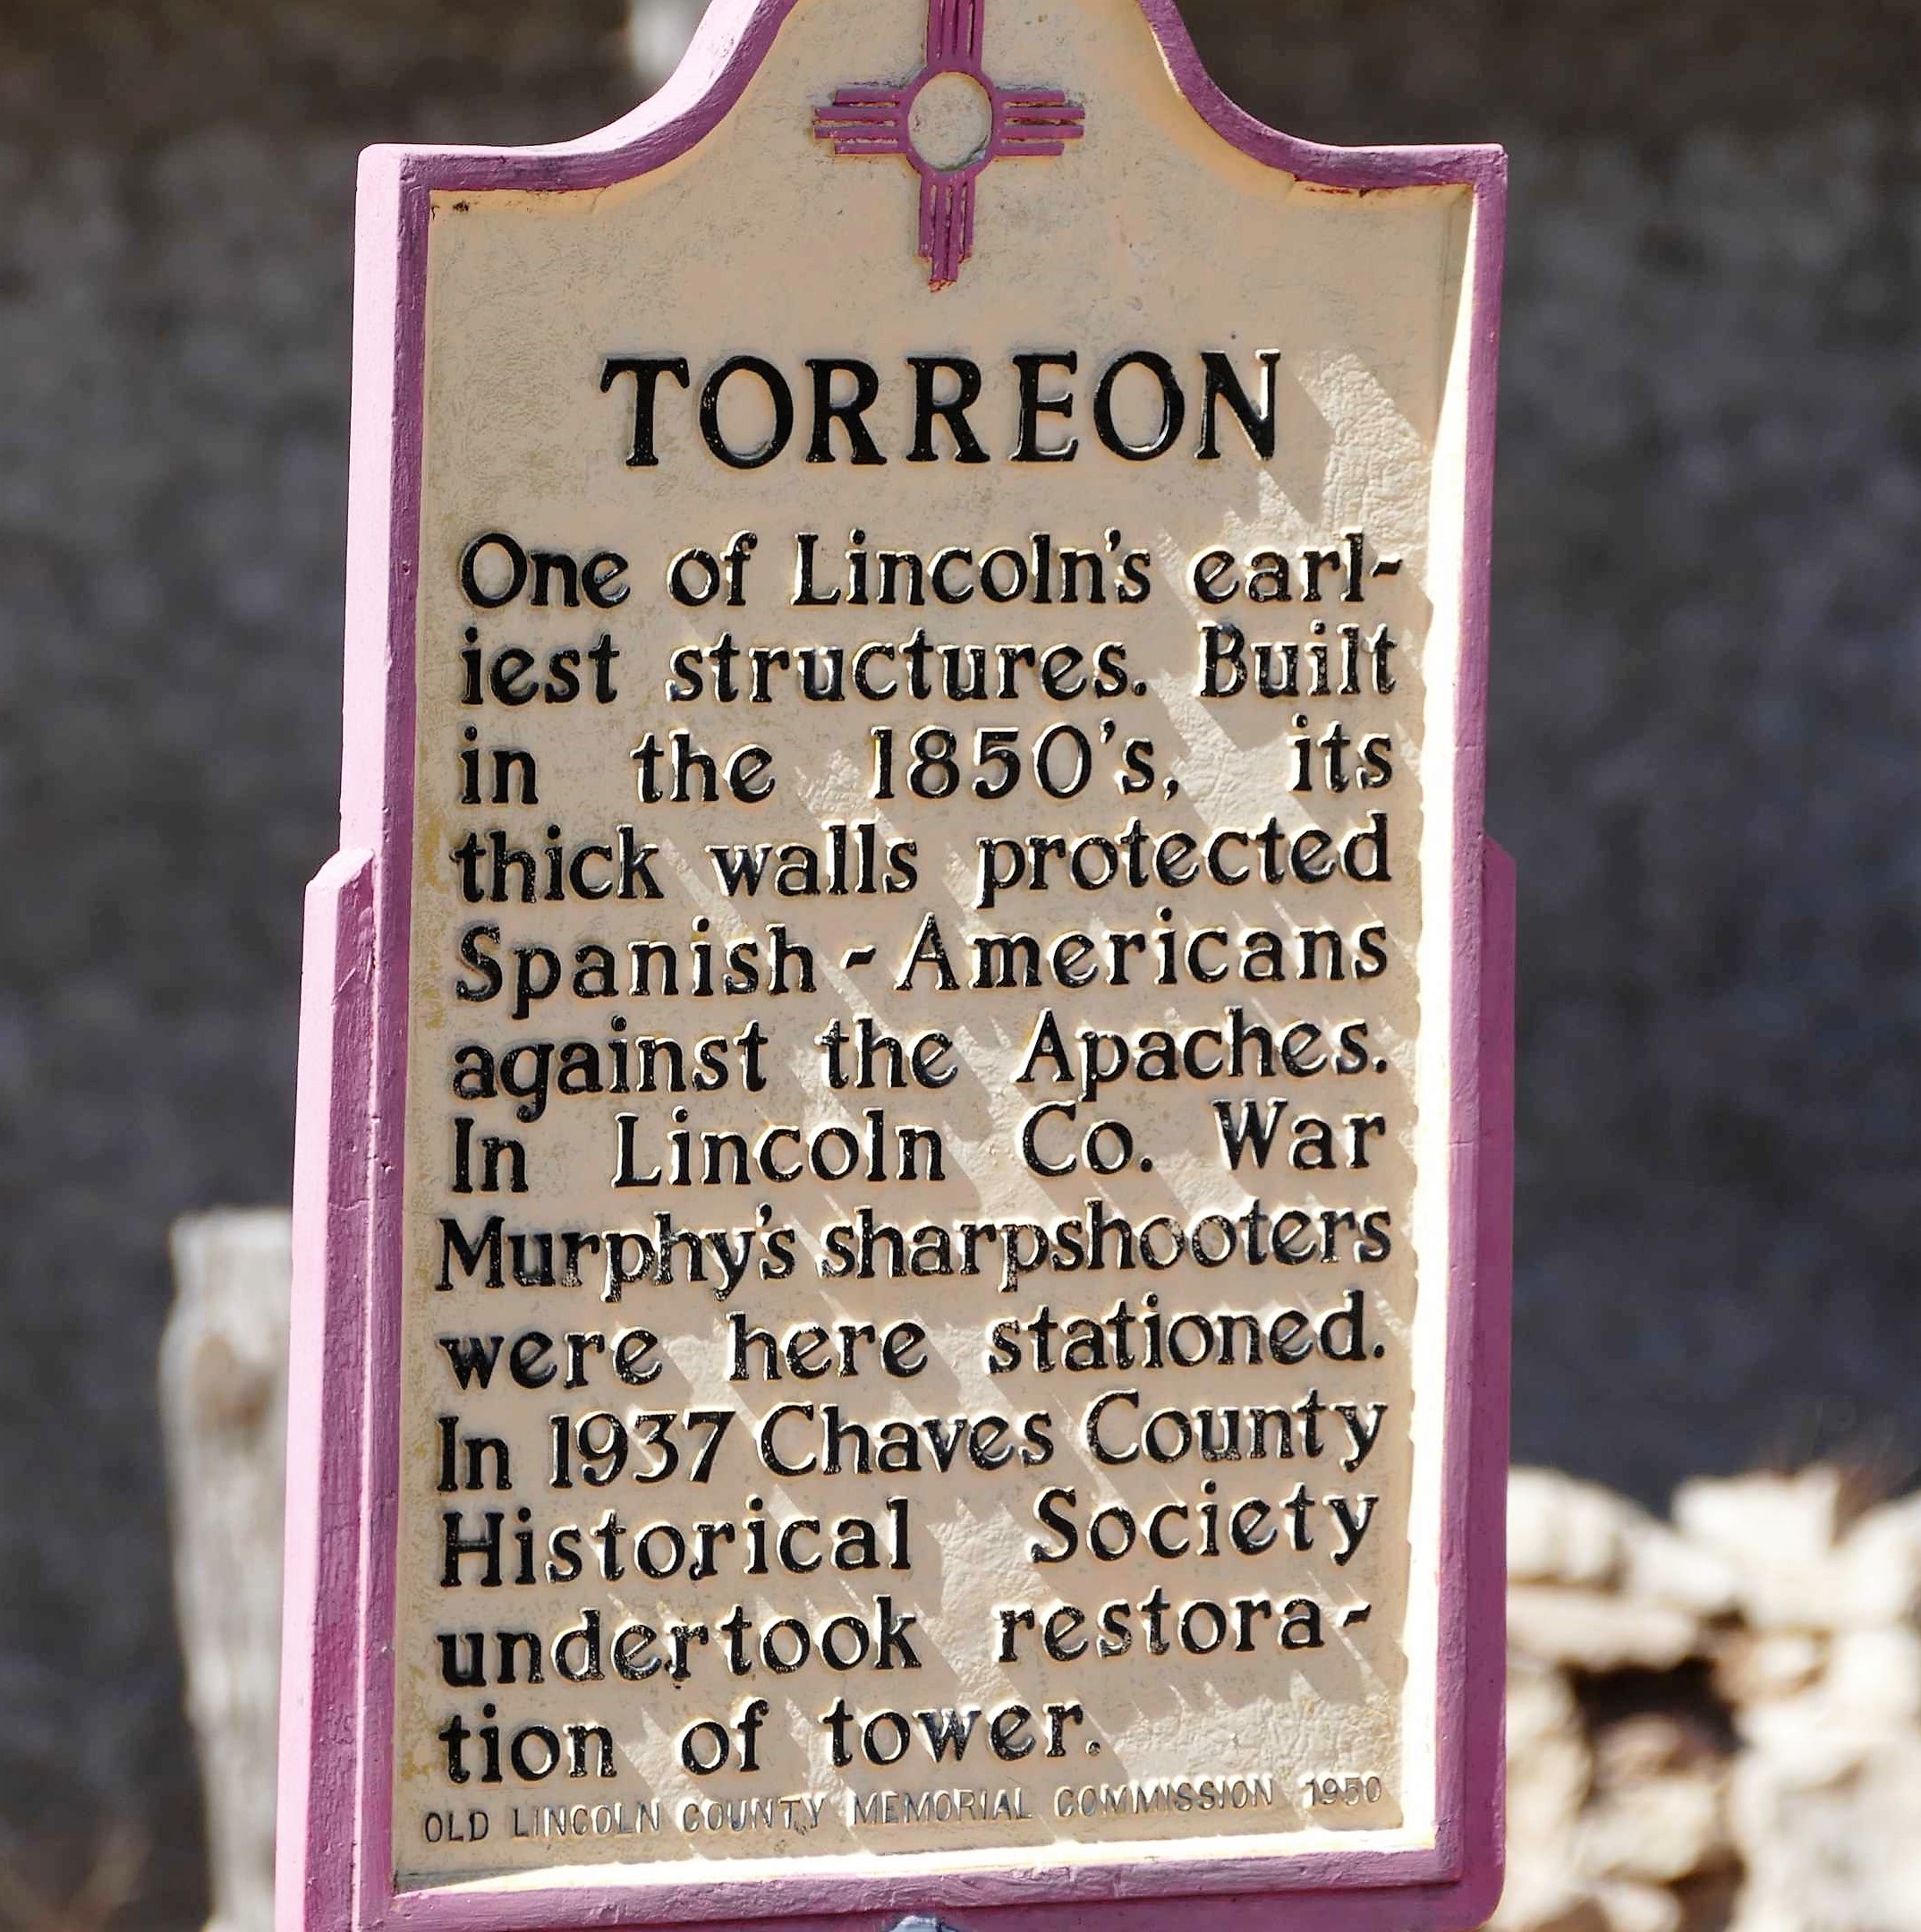 TORREON
One of Lincoln's earl-
iest structures. Built
in the 1850's, its
thick walls protected
Spanish-Americans
against the Apaches.
In Lincoln Co. War
Murphy's sharpshooters
were here stationed.
In 1937 Chaves County
Historical Society
undertook restora-
tion of tower.
OLD LINCOLN COUNTY MEMORIAL COMMISSION 1950